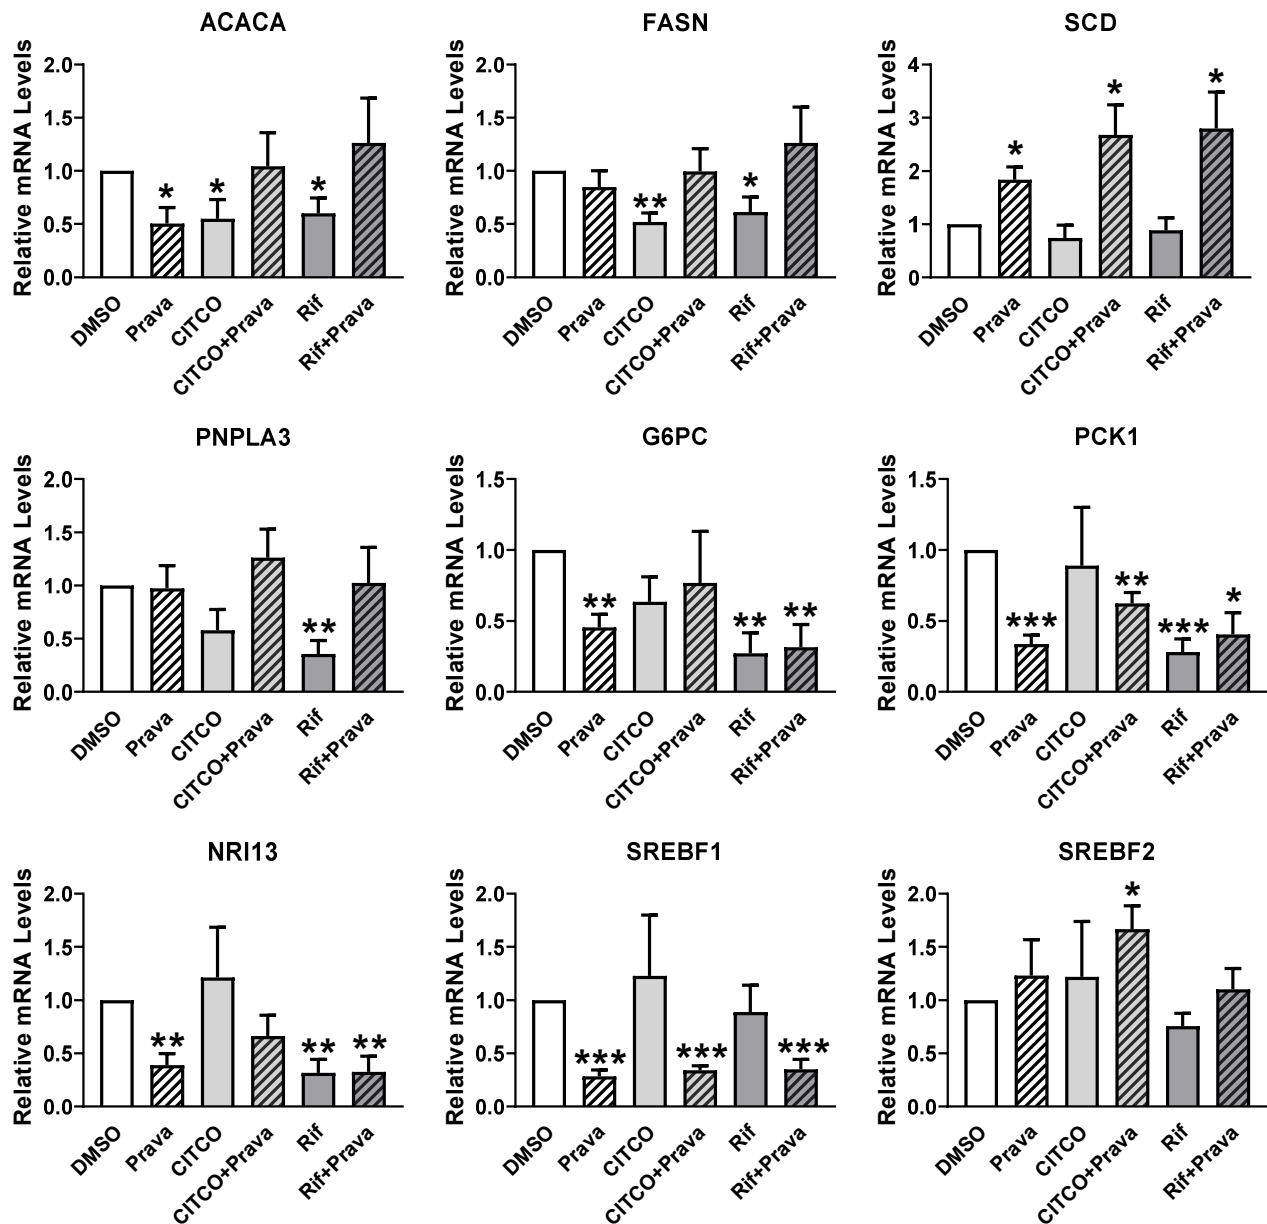 ACACA
Relative mRNA Levels
2.0
1.5
1.0
0.5
0.0
*
*
*
DMSO
Prava
CITCO
CITCO+Prava
Rif
Rif+Prava
FASN
Relative mRNA Levels
2.0
1.5
1.0
0.5
0.0
**
*
DMSO
Prava
CITCO
CITCO+Prava
Rif
Rif+Prava
SCD
Relative mRNA Levels
4
3
2
1
0
*
*
*
DMSO
Prava
CITCO
CITCO+Prava
Rif
Rif+Prava
PNPLA3
Relative mRNA Levels
2.0
1.5
1.0
0.5
0.0
**
DMSO
Prava
CITCO
CITCO+Prava
Rif
Rif+Prava
G6PC
Relative mRNA Levels
1.5
1.0
0.5
0.0
**
**
**
DMSO
Prava
CITCO
CITCO+Prava
Rif
Rif+Prava
PCK1
Relative mRNA Levels
1.5
1.0
0.5
0.0
***
**
***
*
DMSO
Prava
CITCO
CITCO+Prava
Rif
Rif+Prava
NRI13
Relative mRNA Levels
2.0
1.5
1.0
0.5
0.0
**
**
**
DMSO
Prava
CITCO
CITCO+Prava
Rif
Rif+Prava
SREBF1
Relative mRNA Levels
2.0
1.5
1.0
0.5
0.0
***
***
***
DMSO
Prava
CITCO
CITCO+Prava
Rif
Rif+Prava
SREBF2
Relative mRNA Levels
2.0
1.5
1.0
0.5
0.0
*
DMSO
Prava
CITCO
CITCO+Prava
Rif
Rif+Prava